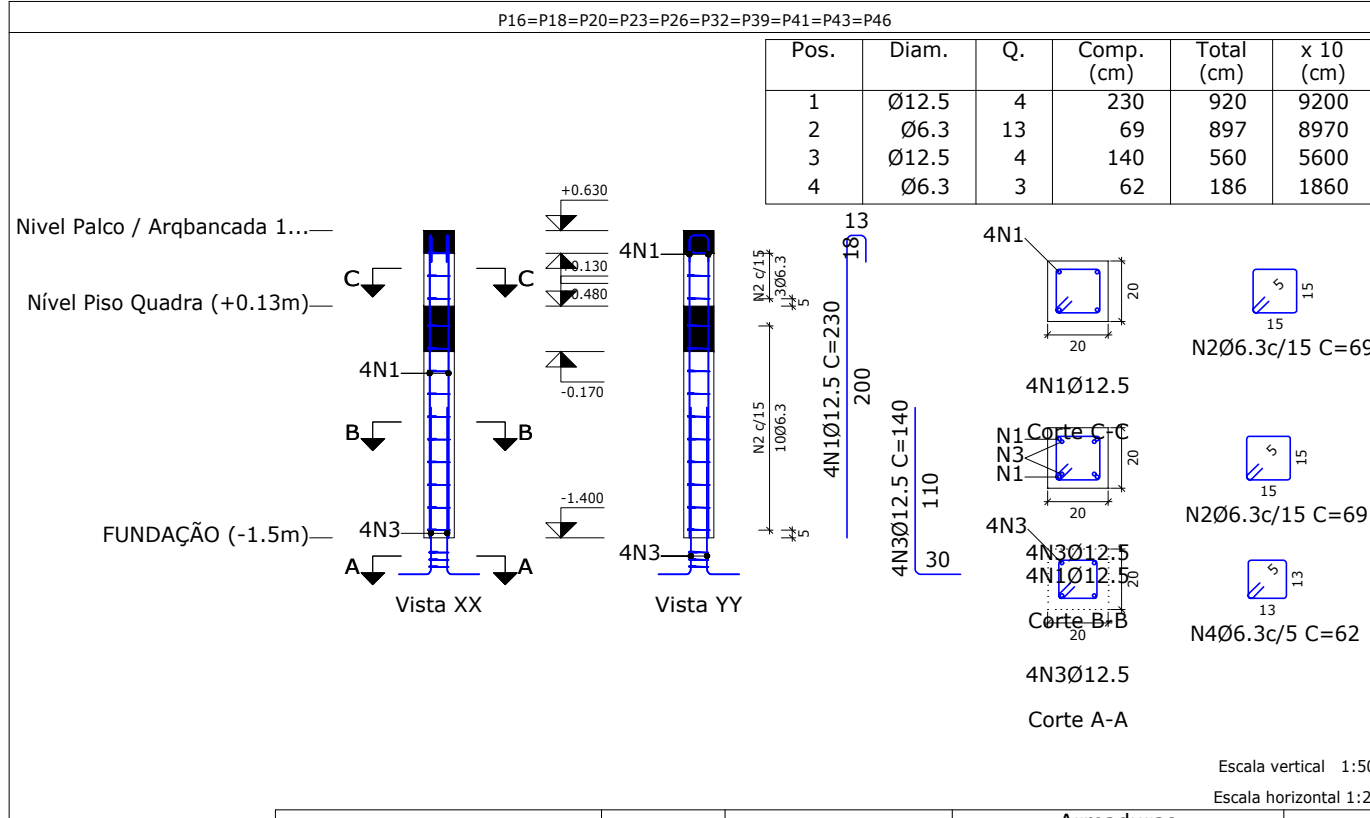 P16=P18=P20=P23=P26=P32=P39=P41=P43=P46
Pos. Diam. Q. Comp. (cm) Total (cm) x 10 (cm)
1 Ø12.5 4 230 920 9200
2 Ø6.3 13 69 897 8970
3 Ø12.5 4 140 560 5600
4 Ø6.3 3 62 186 1860
Nivel Palco / Arqbancada 1...
Nível Piso Quadra (+0.13m)
FUNDAÇÃO (-1.5m)
C C
4N1
B B
4N3
A A
Vista XX
+0.630
+0.130
+0.480
-0.170
-1.400
4N1
4N3
Vista YY
N2 c/15
3Ø6.3
5
N2 c/15
10Ø6.3
5
13
18
4N1Ø12.5 C=230
200
4N3Ø12.5 C=140
110
30
4N1
20
20
4N1Ø12.5
Corte C-C
5
15
15
N2Ø6.3c/15 C=69
N1
N3
N1
20
20
4N3Ø12.5
4N1Ø12.5
Corte B-B
5
15
15
N2Ø6.3c/15 C=69
4N3
20
20
4N3Ø12.5
Corte A-A
5
13
13
N4Ø6.3c/5 C=62
Escala vertical 1:50
Escala horizontal 1:2